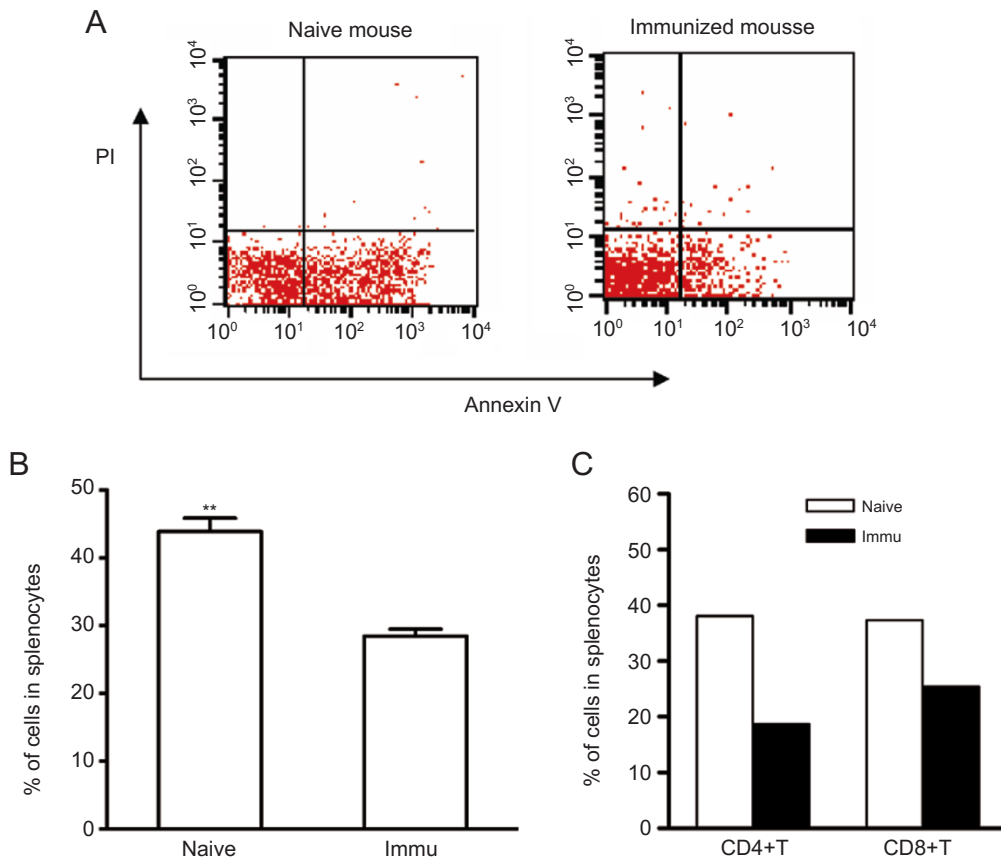 A
Naive mouse
Immunized mousse
PI
10^4
10^3
10^2
10^1
10^0
10^0 10^1 10^2 10^3 10^4
10^4
10^3
10^2
10^1
10^0
10^0 10^1 10^2 10^3 10^4
Annexin V
B
% of cells in splenocytes
50
40
30
20
10
0
**
Naive Immu
C
% of cells in splenocytes
60
50
40
30
20
10
0
Naive
Immu
CD4+T CD8+T